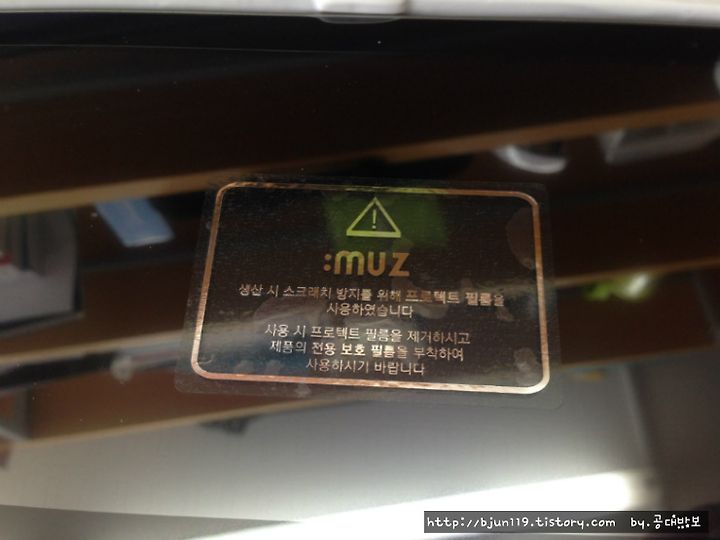 :muz
생산 시 스크래치 방지를 위해 프로텍트 필름을
사용하였습니다
사용 시 프로텍트 필름을 제거하시고
제품의 전용 보호 필름을 부착하여
사용하시기 바랍니다
http://bjun119.tistory.com by.공대밥보